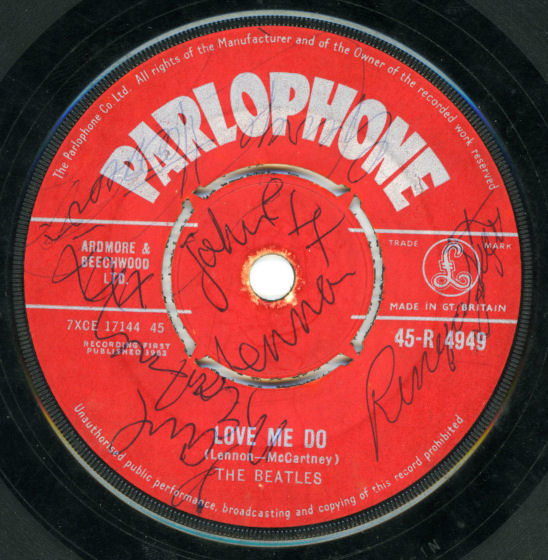 The Parlophone Co Ltd. All rights of the Manufacturer and of the Owner of the recorded work reserved
PARLOPHONE
ARDMORE &
BEECHWOOD
LTD.
TRADE MARK
£
MADE IN GT. BRITAIN
7XCE 17144 45
45-R 4949
RECORDING FIRST
PUBLISHED
John
Lennon
Ringo
LOVE ME DO
(Lennon—McCartney)
THE BEATLES
Unauthorised public performance, broadcasting and copying of this record prohibited